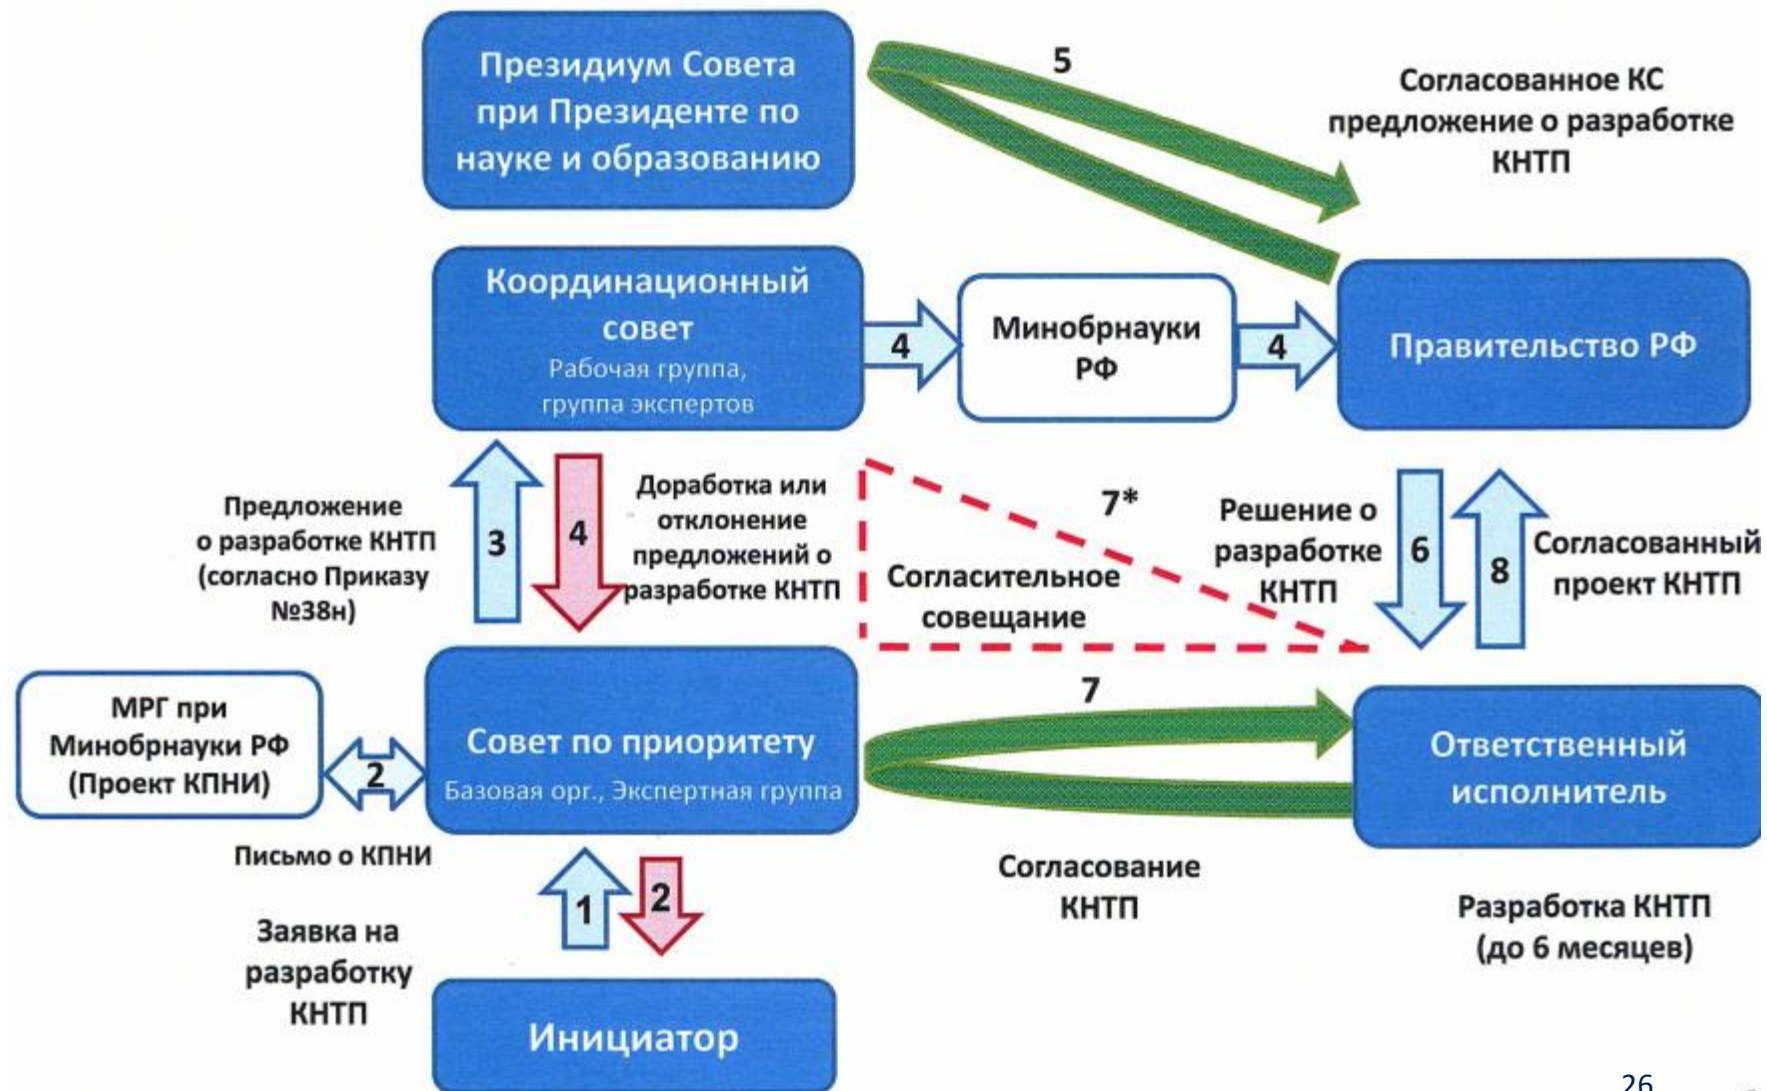 Президиум Совета
при Президенте по
науке и образованию
5
Согласованное КС
предложение о разработке
КНТП
Координационный
совет
Рабочая группа,
группа экспертов
4
Минобрнауки
РФ
4
Правительство РФ
Предложение
о разработке КНТП
(согласно Приказу
№38н)
3
4
Доработка или
отклонение
предложений о
разработке КНТП
7*
Согласительное
совещание
Решение о
разработке
КНТП
6
8
Согласованный
проект КНТП
МРГ при
Минобрнауки РФ
(Проект КПНИ)
2
Совет по приоритету
Базовая орг., Экспертная группа
7
Ответственный
исполнитель
Письмо о КПНИ
Согласование
КНТП
Разработка КНТП
(до 6 месяцев)
Заявка на
разработку
КНТП
1
2
Инициатор
26